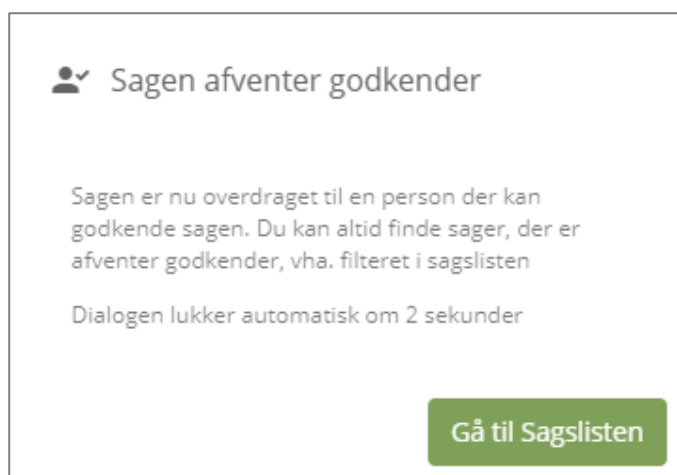 Sagen afventer godkender
Sagen er nu overdraget til en person der kan
godkende sagen. Du kan altid finde sager, der er
afventer godkender, vha. filteret i sagslisten
Dialogen lukker automatisk om 2 sekunder
Gå til Sagslisten